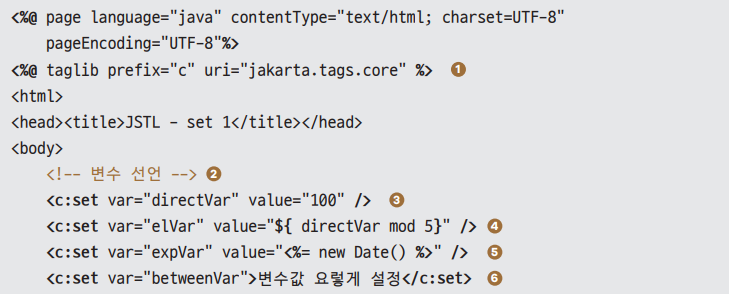 <%@ page language="java" contentType="text/html; charset=UTF-8"
    pageEncoding="UTF-8"%>
<%@ taglib prefix="c" uri="jakarta.tags.core" %> ❶
<html>
<head><title>JSTL - set 1</title></head>
<body>
    <!-- 변수 선언 --> ❷
    <c:set var="directVar" value="100" /> ❸
    <c:set var="elVar" value="${ directVar mod 5}" /> ❹
    <c:set var="expVar" value="<%= new Date() %>" /> ❺
    <c:set var="betweenVar">변수값 요렇게 설정</c:set> ❻